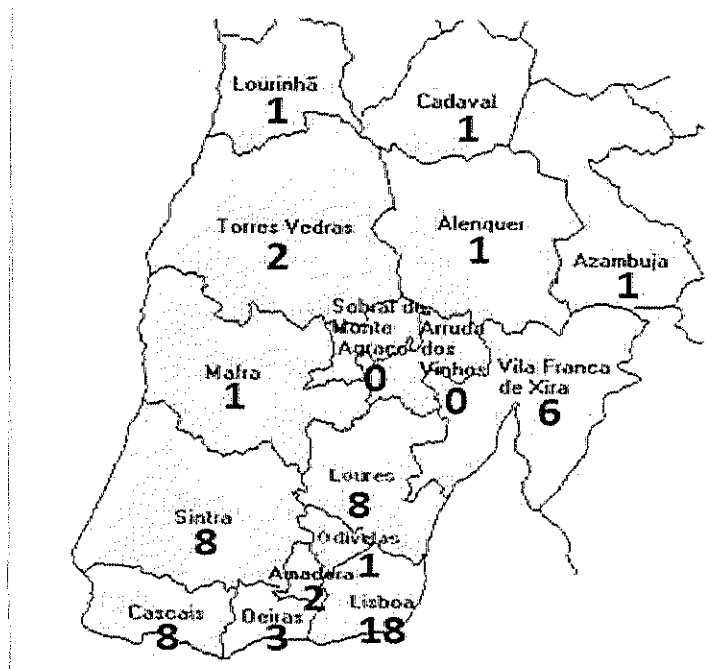 Lourinhã
1
Cadaval
1
Torres Vedras
2
Alenquer
1
Azambuja
1
Sobral de
Monte
Agraço
0
Arruda
dos
Vinhos
0
Vila Franca
de Xira
6
Mafra
1
Loures
8
Sintra
8
Odivelas
1
Amadora
2
Lisboa
18
Cascais
8
Oeiras
3